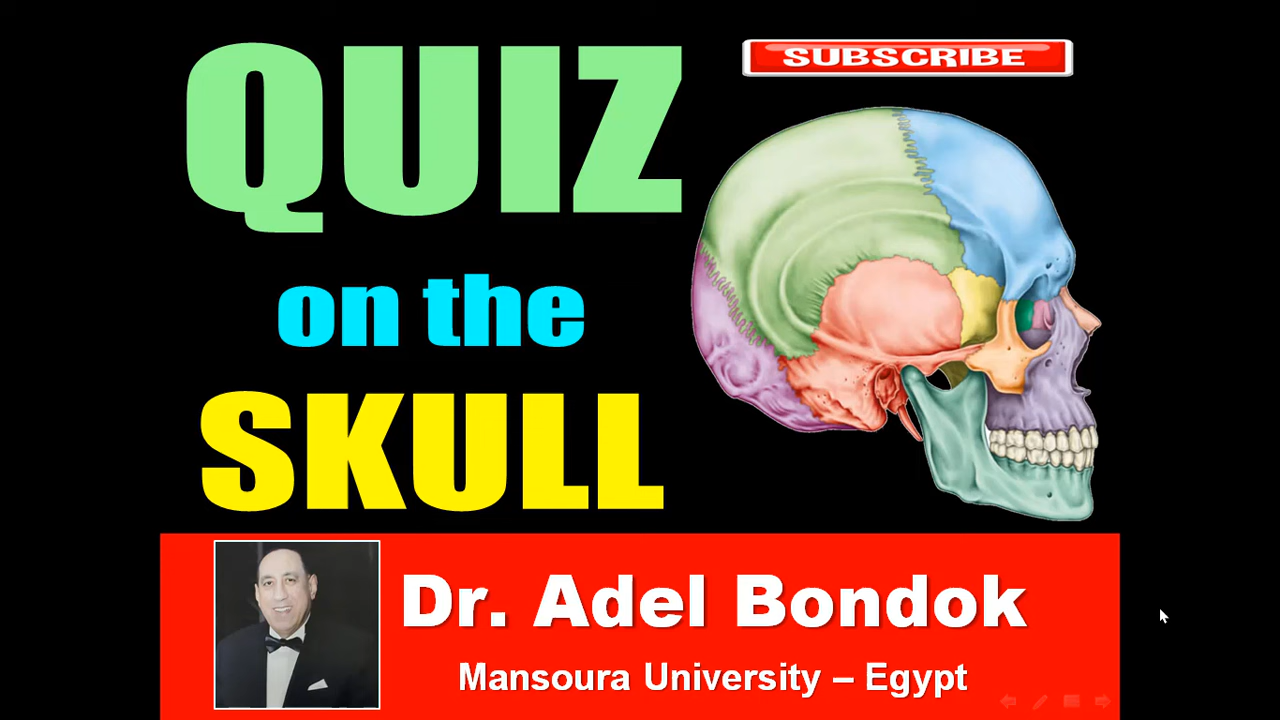 QUIZ
SUBSCRIBE
on the
SKULL
Dr. Adel Bondok
Mansoura University – Egypt